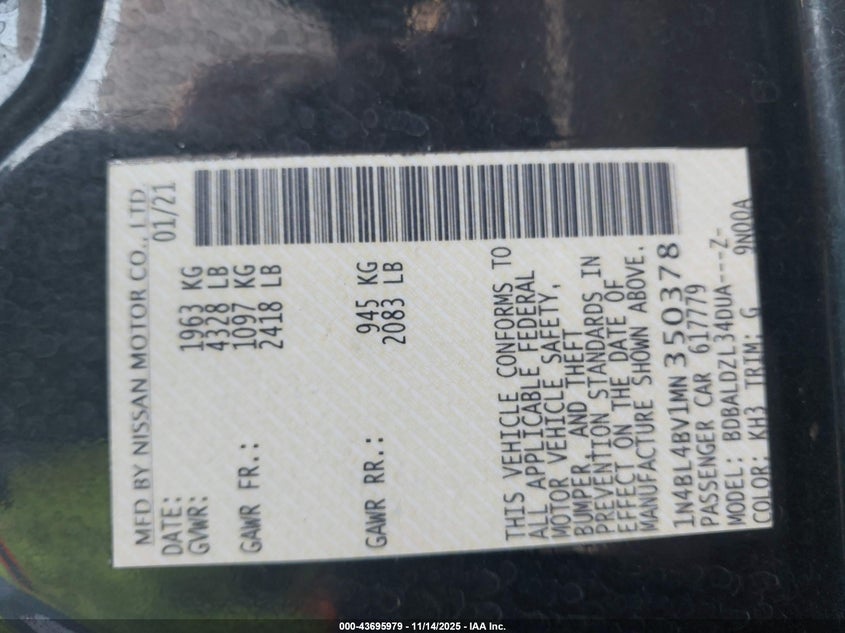 MFD BY NISSAN MOTOR CO., LTD.
DATE: 01/21
GVWR: 1963 KG
4328 LB
GAWR FR.: 1097 KG
2418 LB
GAWR RR.: 945 KG
2083 LB
THIS VEHICLE CONFORMS TO
ALL APPLICABLE FEDERAL
MOTOR VEHICLE SAFETY,
BUMPER, AND THEFT
PREVENTION STANDARDS IN
EFFECT ON THE DATE OF
MANUFACTURE SHOWN ABOVE.
1N4BL4BV1MN350378
PASSENGER CAR 617779
MODEL: BDBALDZL34DUA---Z-
COLOR: KH3 TRIM: G 9N00A
000-43695979 - 11/14/2025 - IAA Inc.